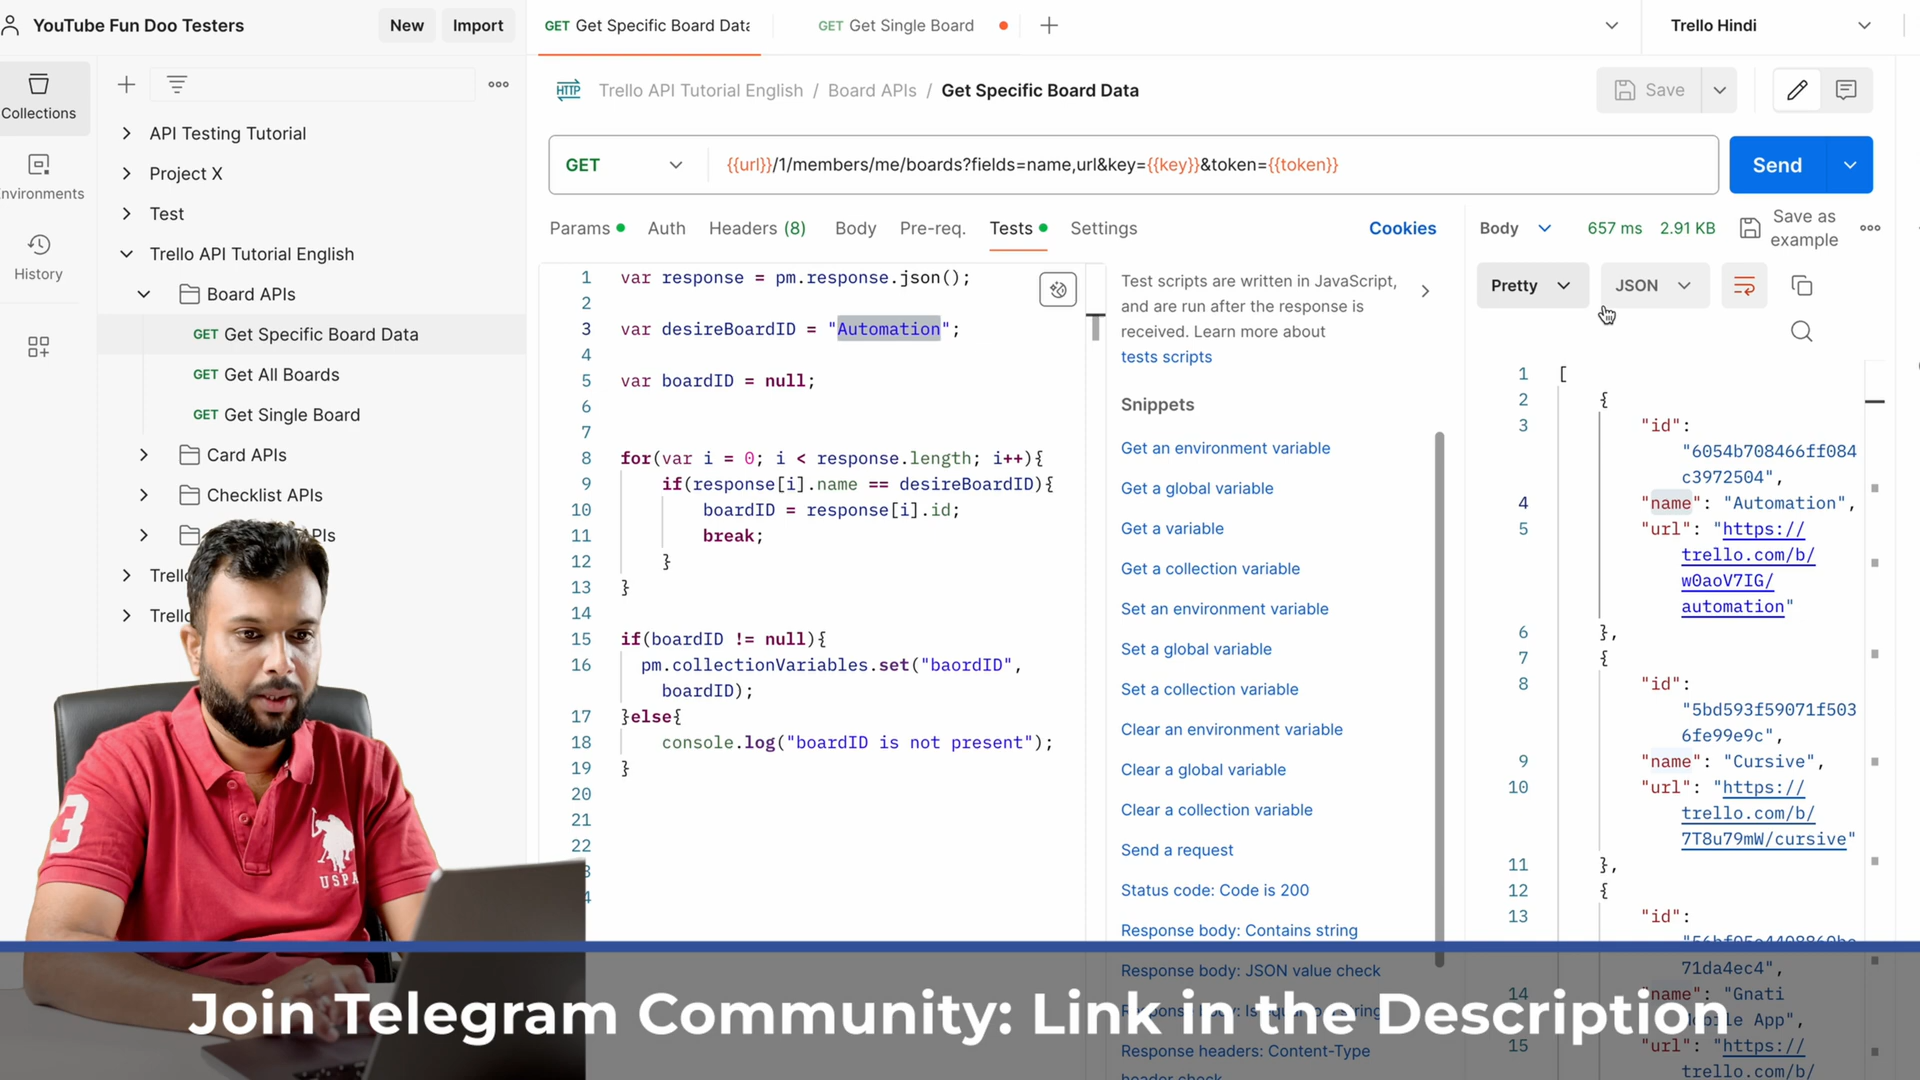 YouTube Fun Doo Testers
New
Import
GET Get Specific Board Data
GET Get Single Board
Trello Hindi
Collections
API Testing Tutorial
Project X
Test
Trello API Tutorial English
Board APIs
GET Get Specific Board Data
GET Get All Boards
GET Get Single Board
Card APIs
Checklist APIs
PIs
Trello
Trello
nvironments
History
HTTP
Trello API Tutorial English / Board APIs / Get Specific Board Data
Save
GET
{{url}}/1/members/me/boards?fields=name,url&key={{key}}&token={{token}}
Send
Params
Auth
Headers (8)
Body
Pre-req.
Tests
Settings
Cookies
1 var response = pm.response.json();
2
3 var desireBoardID = "Automation";
4
5 var boardID = null;
6
7
8 for(var i = 0; i < response.length; i++){
9 if(response[i].name == desireBoardID){
10 boardID = response[i].id;
11 break;
12 }
13 }
14
15 if(boardID != null){
16 pm.collectionVariables.set("baordID",
boardID);
17 }else{
18 console.log("boardID is not present");
19 }
20
21
22
Test scripts are written in JavaScript,
and are run after the response is
received. Learn more about
tests scripts
Snippets
Get an environment variable
Get a global variable
Get a variable
Get a collection variable
Set an environment variable
Set a global variable
Set a collection variable
Clear an environment variable
Clear a global variable
Clear a collection variable
Send a request
Status code: Code is 200
Response body: Contains string
Response body: JSON value check
Response headers: Content-Type
header check
Body
657 ms
2.91 KB
Save as
example
Pretty
JSON
1 [
2 {
3 "id":
"6054b708466ff084
c3972504",
4 "name": "Automation",
5 "url": "https://
trello.com/b/
w0aoV7IG/
automation"
6 },
7 {
8 "id":
"5bd593f59071f503
6fe99e9c",
9 "name": "Cursive",
10 "url": "https://
trello.com/b/
7T8u79mW/cursive"
11 },
12 {
13 "id":
71da4ec4",
14 "name": "Gnati
Mobile App",
15 "url": "https://
trello.com/b/
3
USPA
Join Telegram Community: Link in the Description